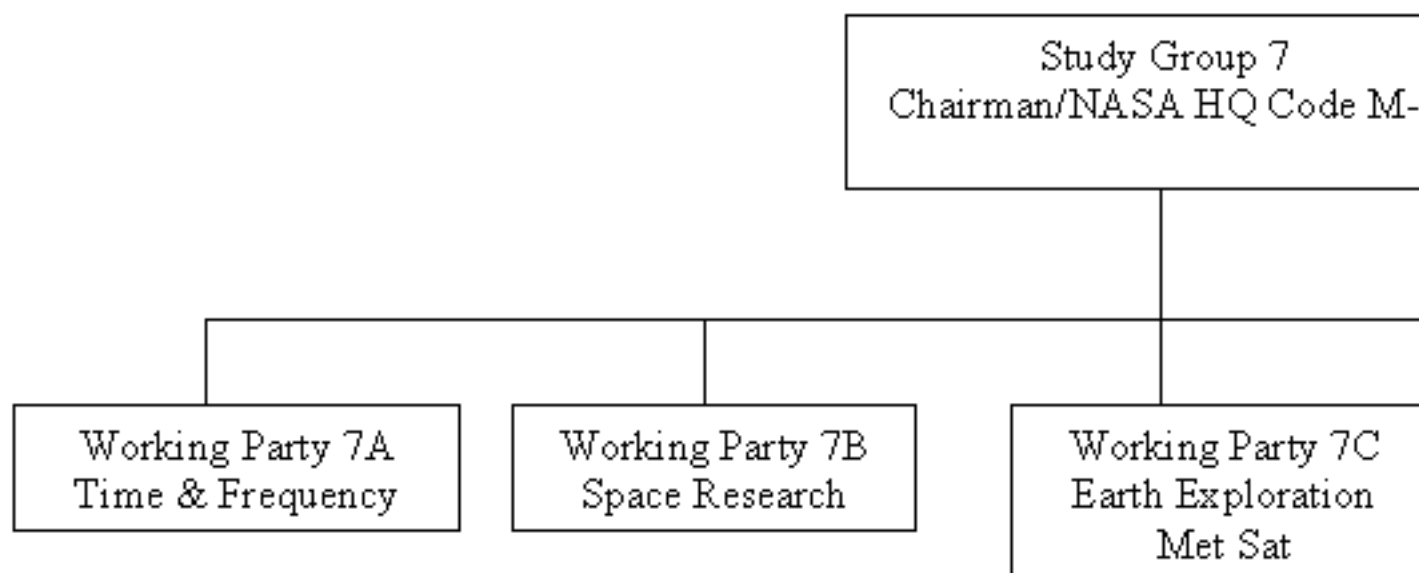 Study Group 7
Chairman/NASA HQ Code M-
Working Party 7A
Time & Frequency
Working Party 7B
Space Research
Working Party 7C
Earth Exploration
Met Sat